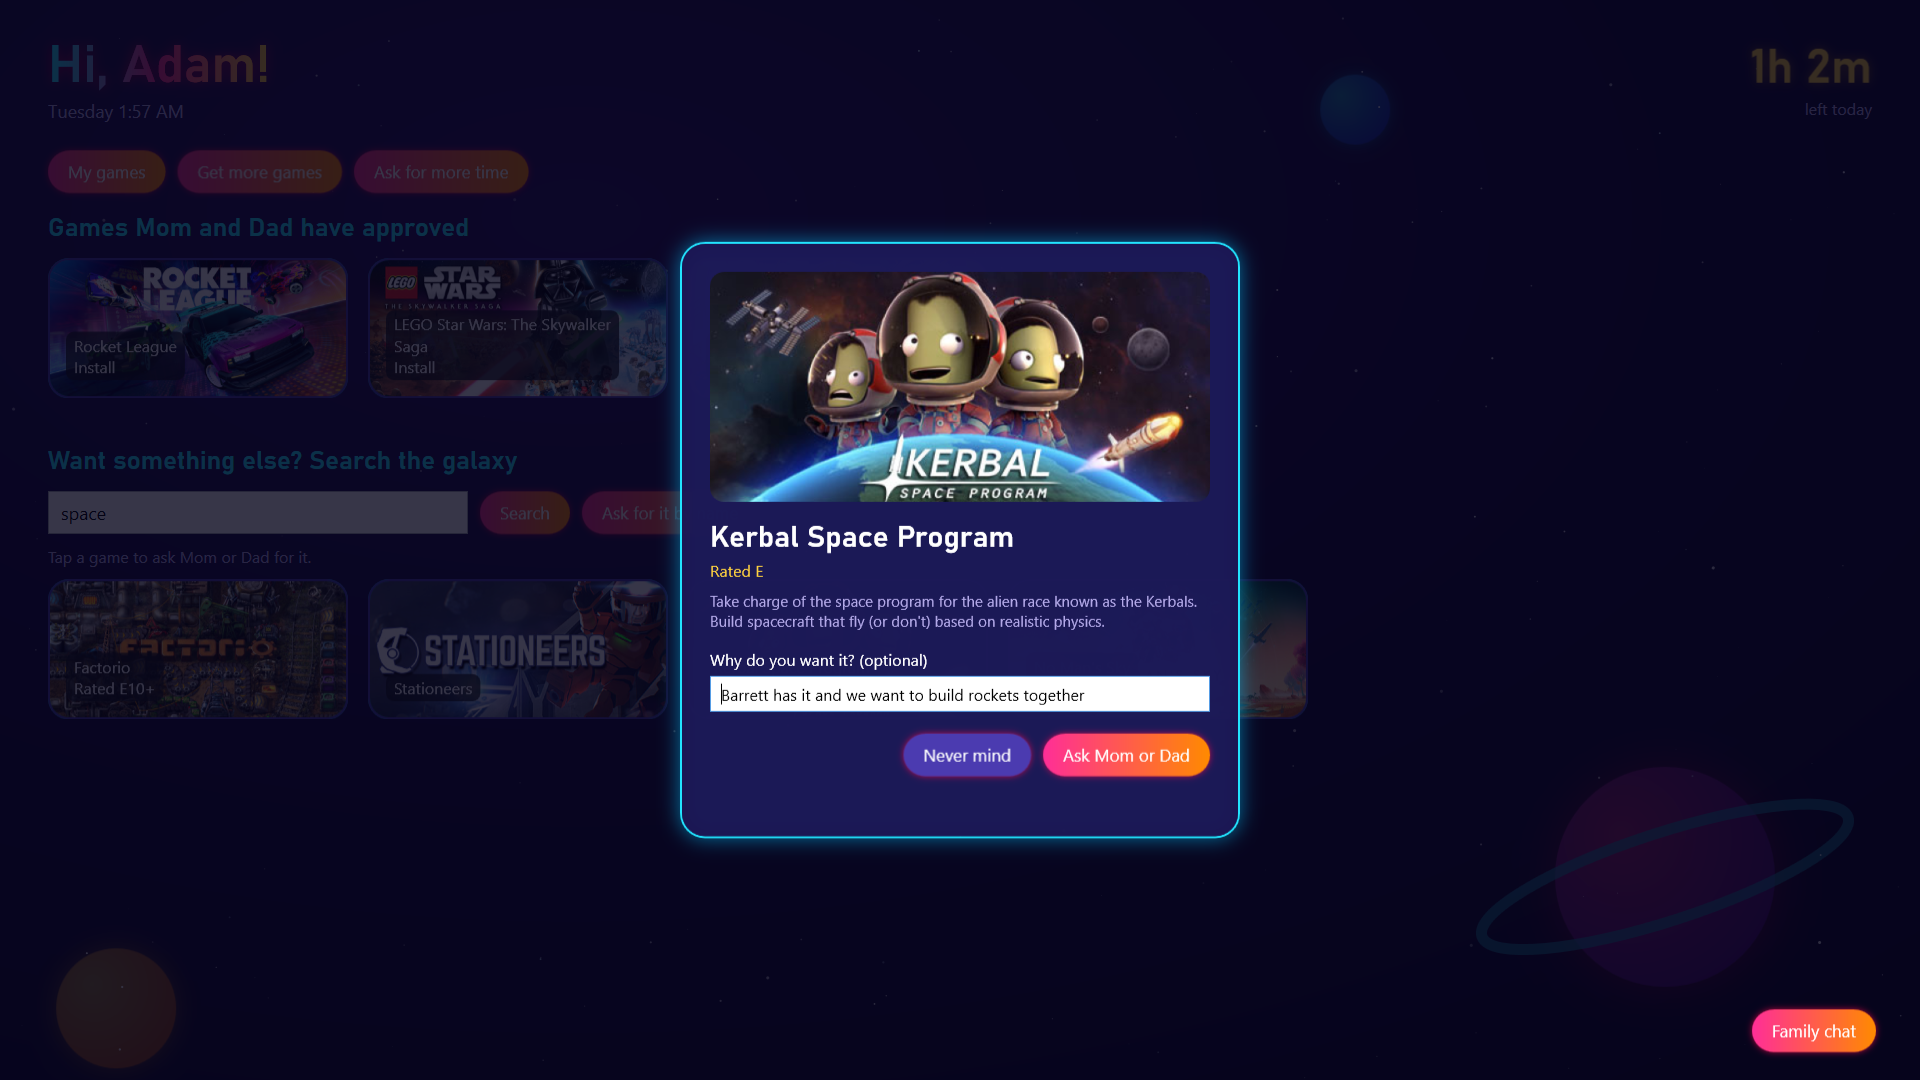 Hi, Adam!
Tuesday 1:57 AM
1h 2m
left today
My games
Get more games
Ask for more time
Games Mom and Dad have approved
ROCKET
LEAGUE
Rocket League
Install
LEGO
STAR
WARS
THE SKYWALKER SAGA
LEGO Star Wars: The Skywalker
Saga
Install
Want something else? Search the galaxy
space
Search
Ask for it b
Tap a game to ask Mom or Dad for it.
FACTORIO
Factorio
Rated E10+
STATIONEERS
Stationeers
KERBAL
SPACE PROGRAM
Kerbal Space Program
Rated E
Take charge of the space program for the alien race known as the Kerbals.
Build spacecraft that fly (or don't) based on realistic physics.
Why do you want it? (optional)
Barrett has it and we want to build rockets together
Never mind
Ask Mom or Dad
Family chat